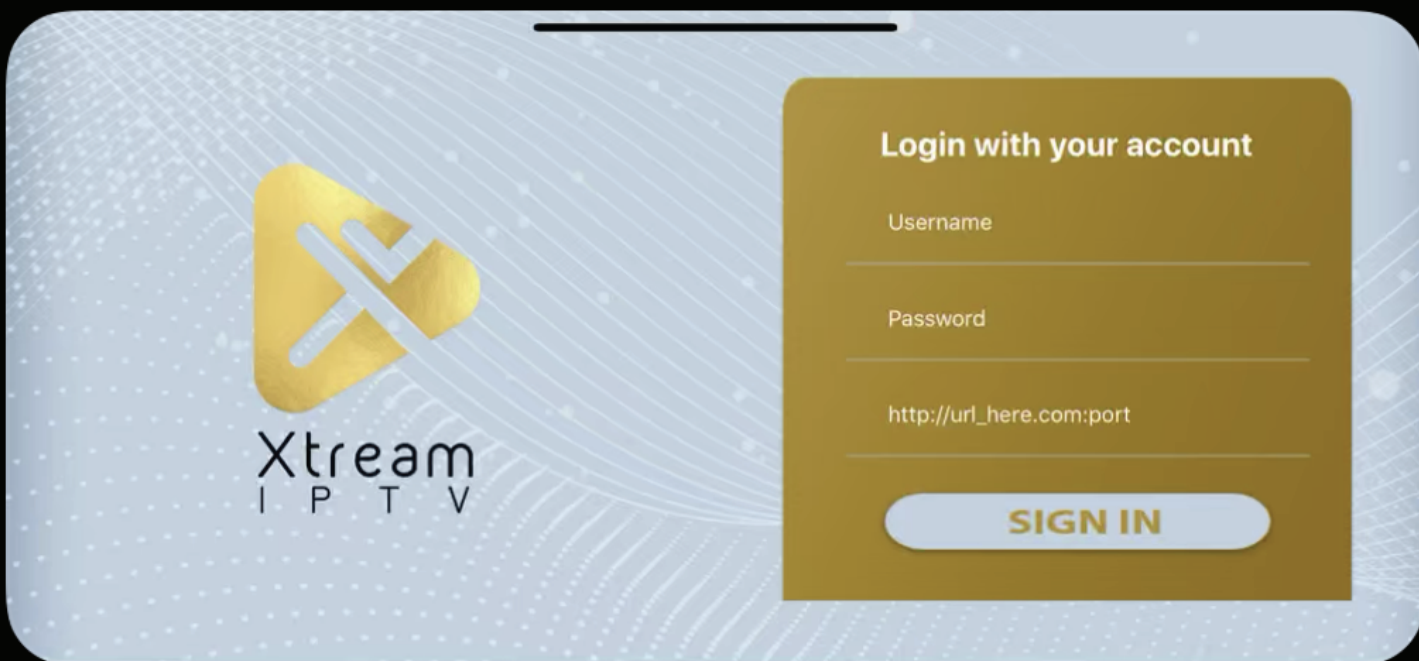 Xtream
IPTV
Login with your account
Username
Password
http://url_here.com:port
SIGN IN